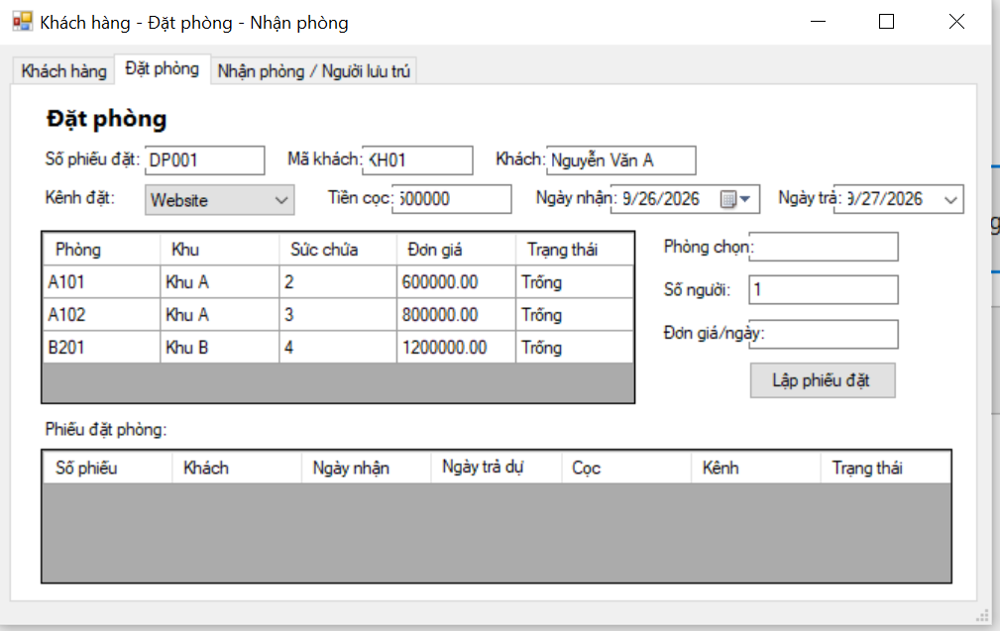 Khách hàng - Đặt phòng - Nhận phòng
Khách hàng Đặt phòng Nhận phòng / Người lưu trú
Đặt phòng
Số phiếu đặt: DP001 Mã khách: KH01 Khách: Nguyễn Văn A
Kênh đặt: Website Tiền cọc: 500000 Ngày nhận: 9/26/2026 Ngày trả: 9/27/2026
Phòng Khu Sức chứa Đơn giá Trạng thái
A101 Khu A 2 600000.00 Trống
A102 Khu A 3 800000.00 Trống
B201 Khu B 4 1200000.00 Trống
Phòng chọn:
Số người: 1
Đơn giá/ngày:
Lập phiếu đặt
Phiếu đặt phòng:
Số phiếu Khách Ngày nhận Ngày trả dự Cọc Kênh Trạng thái